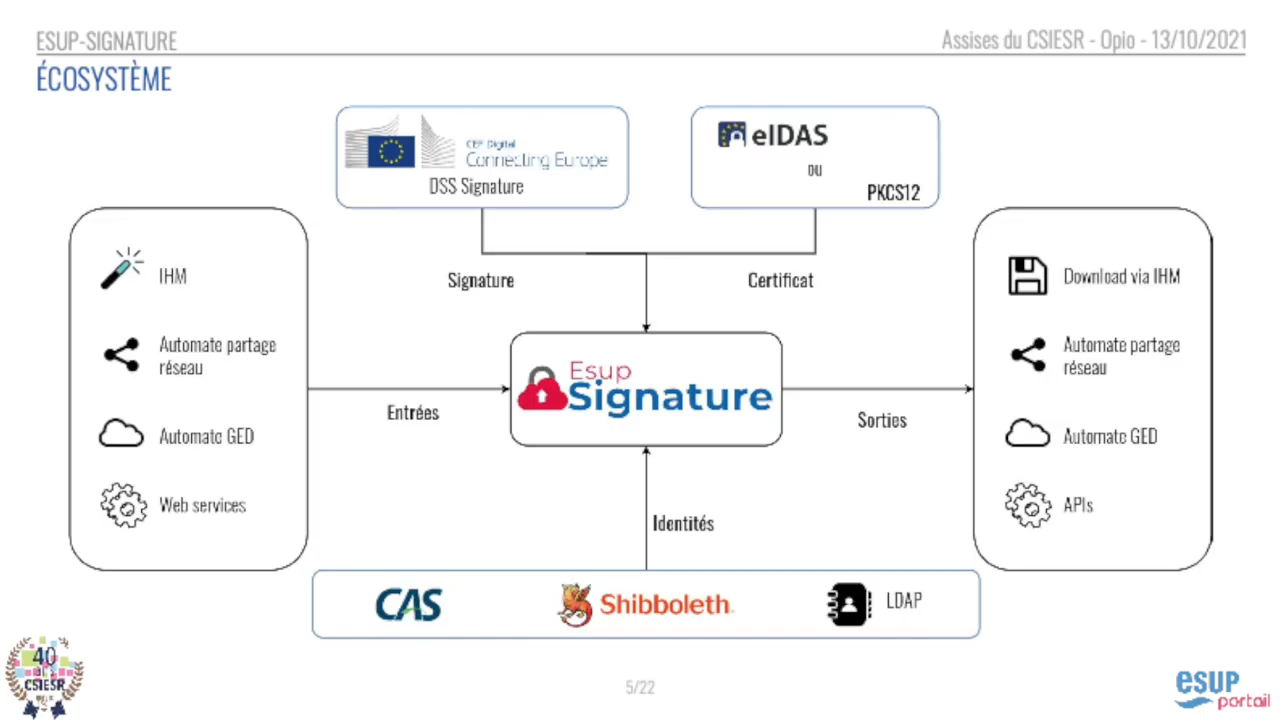 ESUP-SIGNATURE
Assises du CSIESR - Opio - 13/10/2021
ÉCOSYSTÈME
CEF Digital
Connecting Europe
DSS Signature
eIDAS
ou
PKCS12
Signature
Certificat
IHM
Automate partage
réseau
Automate GED
Web services
Entrées
Esup
Signature
Sorties
Download via IHM
Automate partage
réseau
Automate GED
APIs
Identités
CAS
Shibboleth.
LDAP
40
ans
CSIESR
5/22
esup
portail